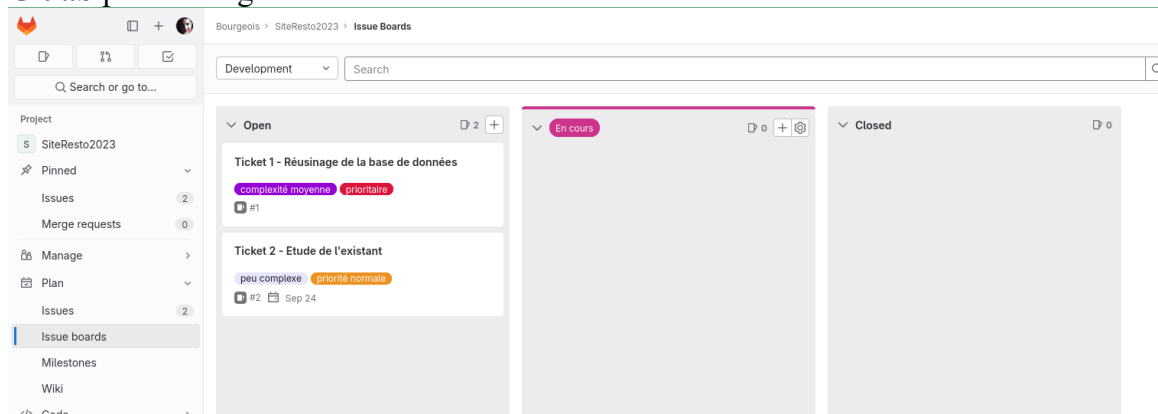 Bourgeois > SiteResto2023 > Issue Boards
Development
Search
Search or go to...
Project
S SiteResto2023
Pinned
Issues 2
Merge requests 0
Manage
Plan
Issues 2
Issue boards
Milestones
Wiki
Open 2
Ticket 1 - Réusinage de la base de données
complexité moyenne prioritaire
#1
Ticket 2 - Etude de l'existant
peu complexe priorité normale
#2 Sep 24
En cours 0
Closed 0